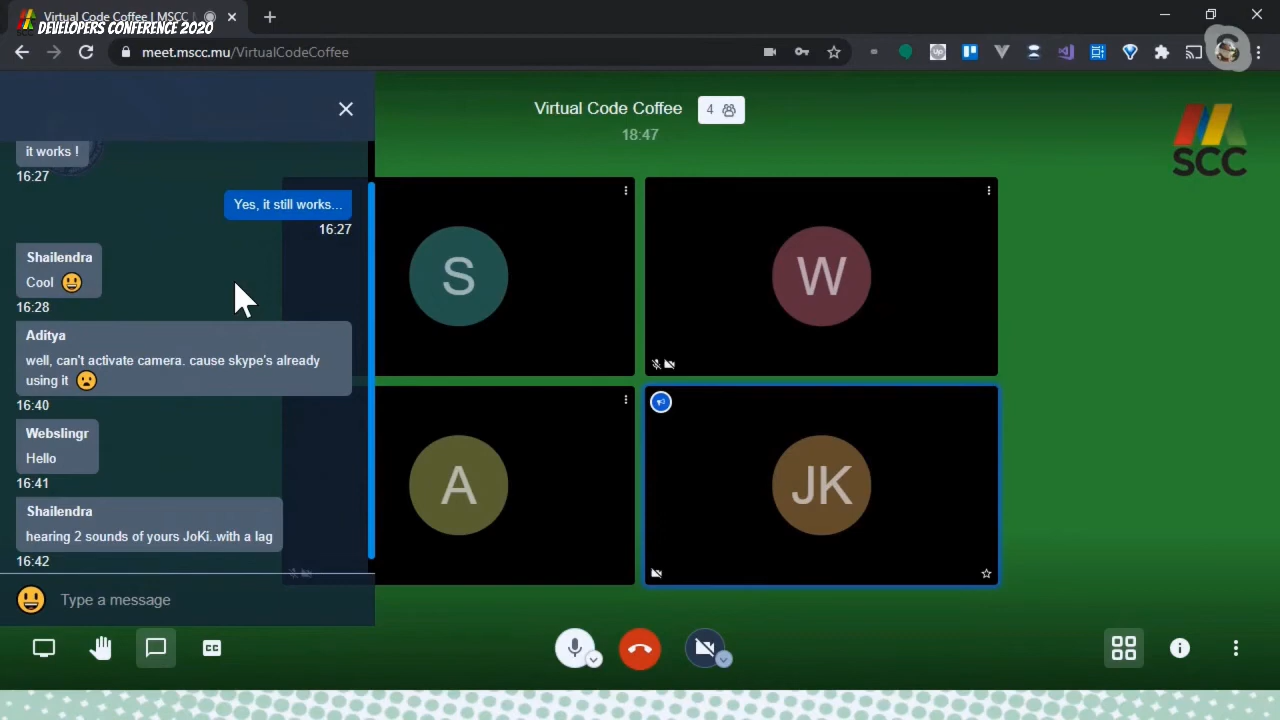 Virtual Code Coffee | MSCC
DEVELOPERS CONFERENCE 2020
meet.mscc.mu/VirtualCodeCoffee
Virtual Code Coffee 4
18:47
SCC
it works !
16:27
Yes, it still works...
16:27
Shailendra
Cool
16:28
Aditya
well, can't activate camera. cause skype's already
using it
16:40
Webslingr
Hello
16:41
Shailendra
hearing 2 sounds of yours JoKi..with a lag
16:42
Type a message
S
W
A
JK
CC